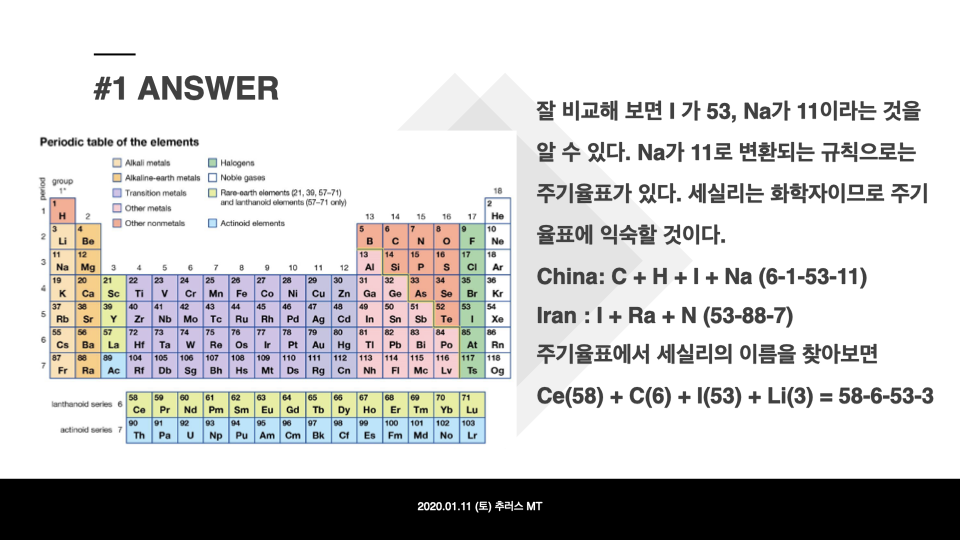 #1 ANSWER
Periodic table of the elements
Alkali metals
Alkaline-earth metals
Transition metals
Other metals
Other nonmetals
Halogens
Noble gases
Rare-earth elements (21, 39, 57–71)
and lanthanoid elements (57–71 only)
Actinoid elements
period
group
1* 2 3 4 5 6 7 8 9 10 11 12 13 14 15 16 17 18
1 1 H 2 He
2 3 Li 4 Be 5 B 6 C 7 N 8 O 9 F 10 Ne
3 11 Na 12 Mg 13 Al 14 Si 15 P 16 S 17 Cl 18 Ar
4 19 K 20 Ca 21 Sc 22 Ti 23 V 24 Cr 25 Mn 26 Fe 27 Co 28 Ni 29 Cu 30 Zn 31 Ga 32 Ge 33 As 34 Se 35 Br 36 Kr
5 37 Rb 38 Sr 39 Y 40 Zr 41 Nb 42 Mo 43 Tc 44 Ru 45 Rh 46 Pd 47 Ag 48 Cd 49 In 50 Sn 51 Sb 52 Te 53 I 54 Xe
6 55 Cs 56 Ba 57 La 72 Hf 73 Ta 74 W 75 Re 76 Os 77 Ir 78 Pt 79 Au 80 Hg 81 Tl 82 Pb 83 Bi 84 Po 85 At 86 Rn
7 87 Fr 88 Ra 89 Ac 104 Rf 105 Db 106 Sg 107 Bh 108 Hs 109 Mt 110 Ds 111 Rg 112 Cn 113 Nh 114 Fl 115 Mc 116 Lv 117 Ts 118 Og
lanthanoid series 6 58 Ce 59 Pr 60 Nd 61 Pm 62 Sm 63 Eu 64 Gd 65 Tb 66 Dy 67 Ho 68 Er 69 Tm 70 Yb 71 Lu
actinoid series 7 90 Th 91 Pa 92 U 93 Np 94 Pu 95 Am 96 Cm 97 Bk 98 Cf 99 Es 100 Fm 101 Md 102 No 103 Lr
잘 비교해 보면 I 가 53, Na가 11이라는 것을
알 수 있다. Na가 11로 변환되는 규칙으로는
주기율표가 있다. 세실리는 화학자이므로 주기
율표에 익숙할 것이다.
China: C + H + I + Na (6-1-53-11)
Iran : I + Ra + N (53-88-7)
주기율표에서 세실리의 이름을 찾아보면
Ce(58) + C(6) + I(53) + Li(3) = 58-6-53-3
2020.01.11 (토) 추러스 MT